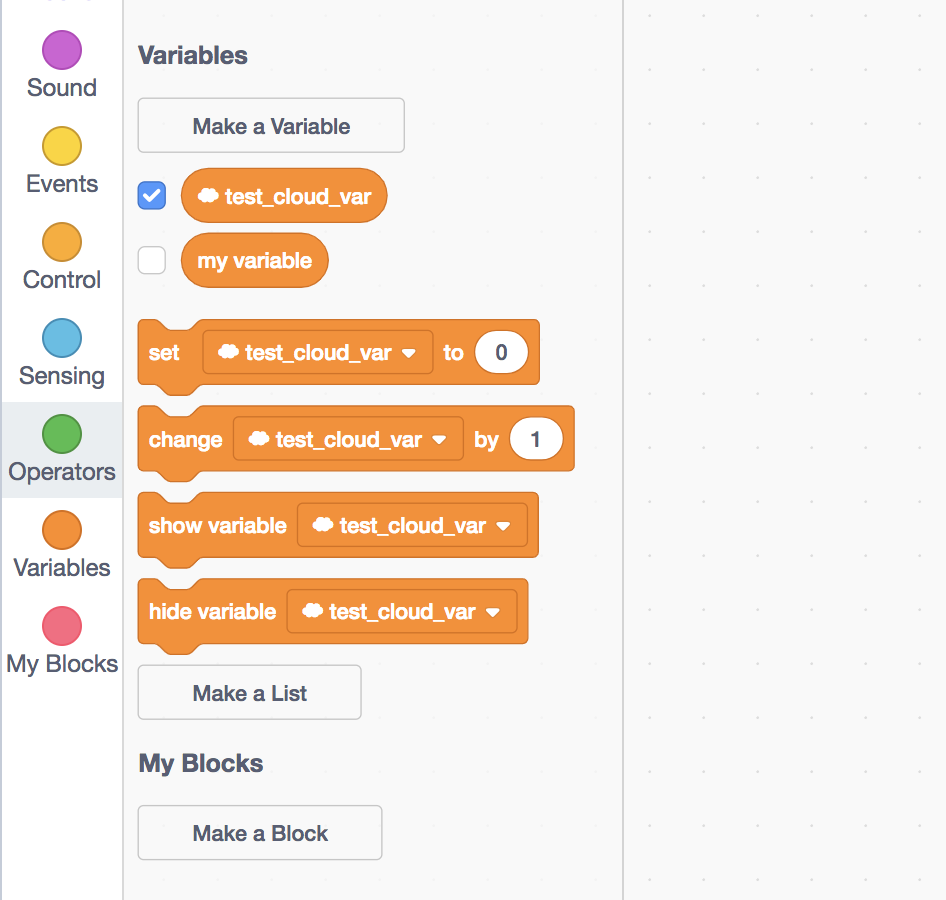 Sound
Events
Control
Sensing
Operators
Variables
My Blocks
Variables
Make a Variable
test_cloud_var
my variable
set test_cloud_var to 0
change test_cloud_var by 1
show variable test_cloud_var
hide variable test_cloud_var
Make a List
My Blocks
Make a Block